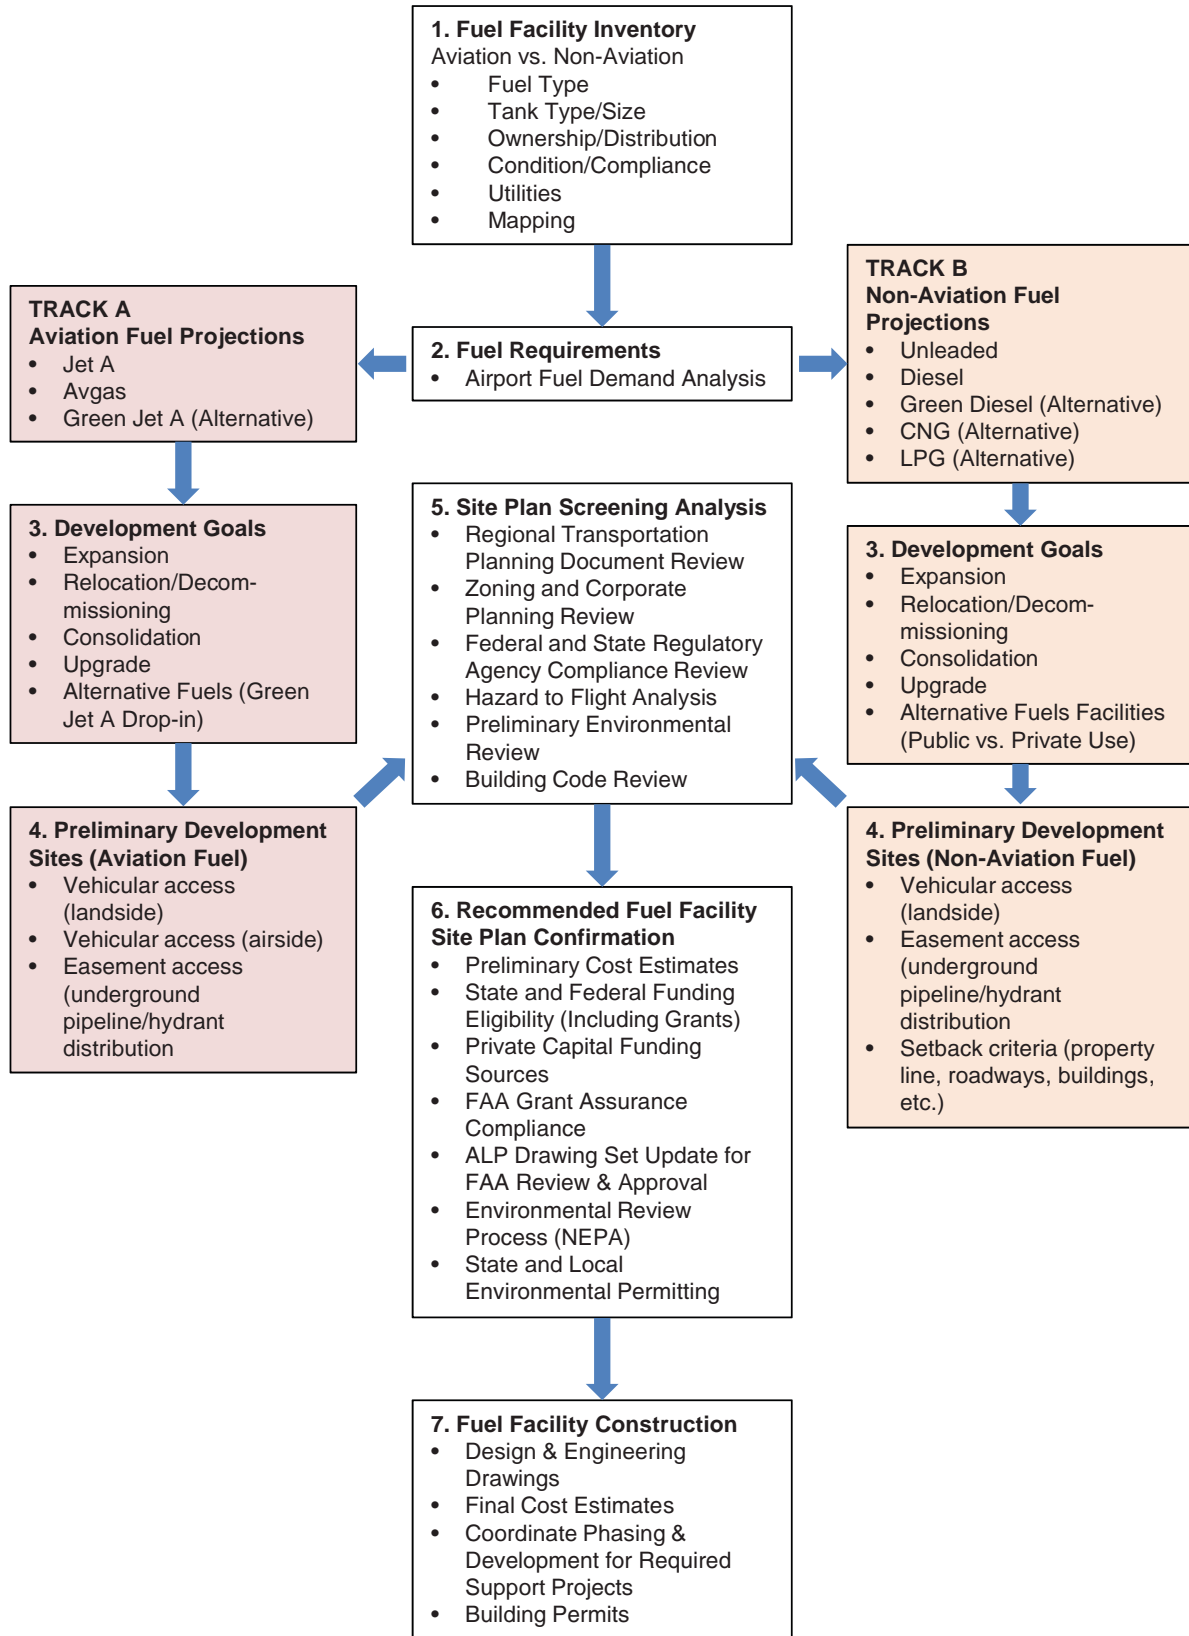 1. Fuel Facility Inventory
Aviation vs. Non-Aviation
• Fuel Type
• Tank Type/Size
• Ownership/Distribution
• Condition/Compliance
• Utilities
• Mapping
TRACK A
Aviation Fuel Projections
• Jet A
• Avgas
• Green Jet A (Alternative)
2. Fuel Requirements
• Airport Fuel Demand Analysis
TRACK B
Non-Aviation Fuel
Projections
• Unleaded
• Diesel
• Green Diesel (Alternative)
• CNG (Alternative)
• LPG (Alternative)
3. Development Goals
• Expansion
• Relocation/Decom-
missioning
• Consolidation
• Upgrade
• Alternative Fuels (Green
Jet A Drop-in)
5. Site Plan Screening Analysis
• Regional Transportation
Planning Document Review
• Zoning and Corporate
Planning Review
• Federal and State Regulatory
Agency Compliance Review
• Hazard to Flight Analysis
• Preliminary Environmental
Review
• Building Code Review
3. Development Goals
• Expansion
• Relocation/Decom-
missioning
• Consolidation
• Upgrade
• Alternative Fuels Facilities
(Public vs. Private Use)
4. Preliminary Development
Sites (Aviation Fuel)
• Vehicular access
(landside)
• Vehicular access (airside)
• Easement access
(underground
pipeline/hydrant
distribution
4. Preliminary Development
Sites (Non-Aviation Fuel)
• Vehicular access
(landside)
• Easement access
(underground
pipeline/hydrant
distribution
• Setback criteria (property
line, roadways, buildings,
etc.)
6. Recommended Fuel Facility
Site Plan Confirmation
• Preliminary Cost Estimates
• State and Federal Funding
Eligibility (Including Grants)
• Private Capital Funding
Sources
• FAA Grant Assurance
Compliance
• ALP Drawing Set Update for
FAA Review & Approval
• Environmental Review
Process (NEPA)
• State and Local
Environmental Permitting
7. Fuel Facility Construction
• Design & Engineering
Drawings
• Final Cost Estimates
• Coordinate Phasing &
Development for Required
Support Projects
• Building Permits